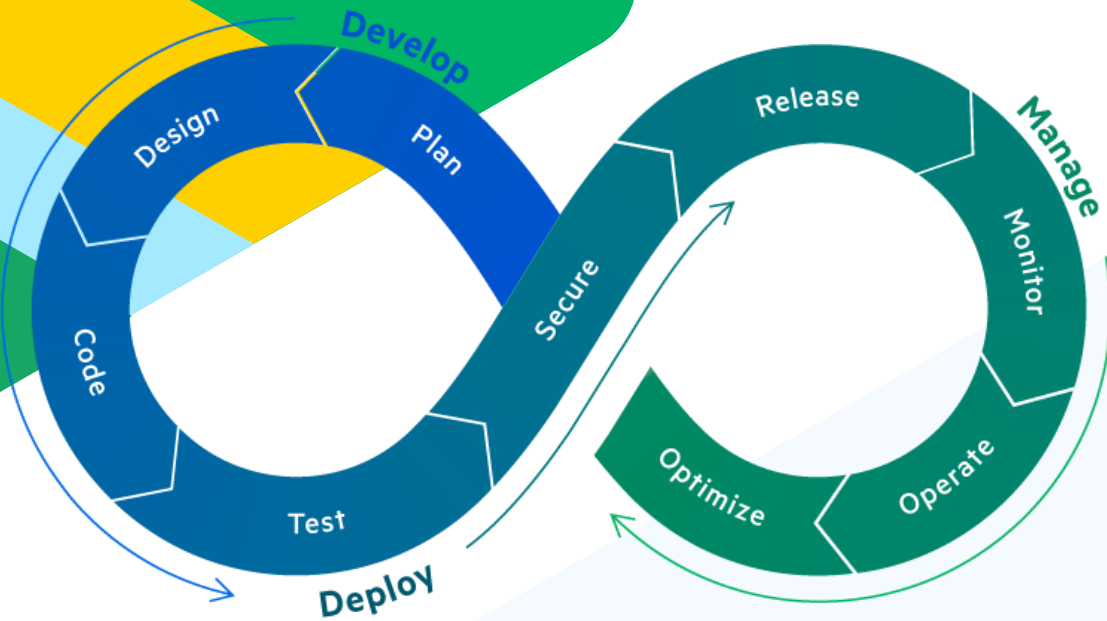 Develop
Plan
Design
Code
Test
Deploy
Secure
Release
Manage
Monitor
Operate
Optimize